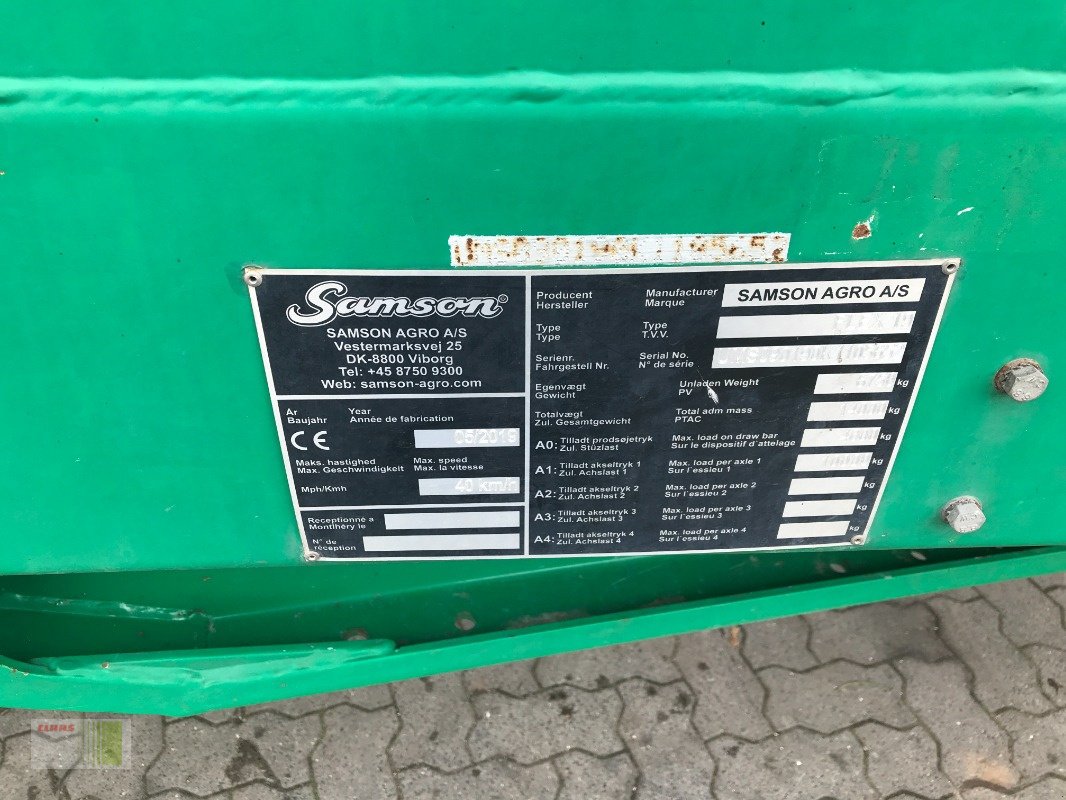 Samson®
SAMSON AGRO A/S
Vestermarksvej 25
DK-8800 Viborg
Tel: +45 8750 9300
Web: samson-agro.com
År Year
Baujahr Année de fabrication
CE 05/2015
Maks. hastighed Max. speed
Max. Geschwindigkeit Max. la vitesse
Mph/Kmh 40 km/
Receptionne a
Montlhéry le
N° de
réception
Producent Manufacturer SAMSON AGRO A/S
Hersteller Marque
Type Type
Type T.V.V.
Serienr. Serial No.
Fahrgestell Nr. N° de série
Egenvægt Unladen Weight kg
Gewicht PV
Totalvægt Total adm mass kg
Zul. Gesamtgewicht PTAC
A0: Tilladt prodsøjetryk Max. load on draw bar kg
Zul. Stüzlast Sur le dispositif d'attelage
A1: Tilladt akseltryk 1 Max. load per axle 1 kg
Zul. Achslast 1 Sur l'essieu 1
A2: Tilladt akseltryk 2 Max. load per axle 2 kg
Zul. Achslast 2 Sur l'essieu 2
A3: Tilladt akseltryk 3 Max. load per axle 3 kg
Zul. Achslast 3 Sur l'essieu 3
A4: Tilladt akseltryk 4 Max. load per axle 4 kg
Zul. Achslast 4 Sur l'essieu 4
CLAAS